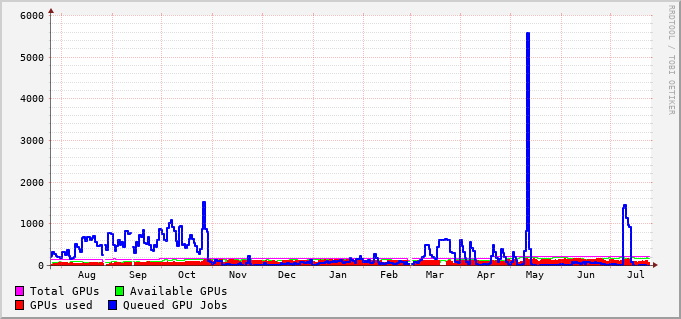 6000
5000
4000
3000
2000
1000
0
Aug Sep Oct Nov Dec Jan Feb Mar Apr May Jun Jul
Total GPUs Available GPUs
GPUs used Queued GPU Jobs
RRDTOOL / TOBI OETIKER